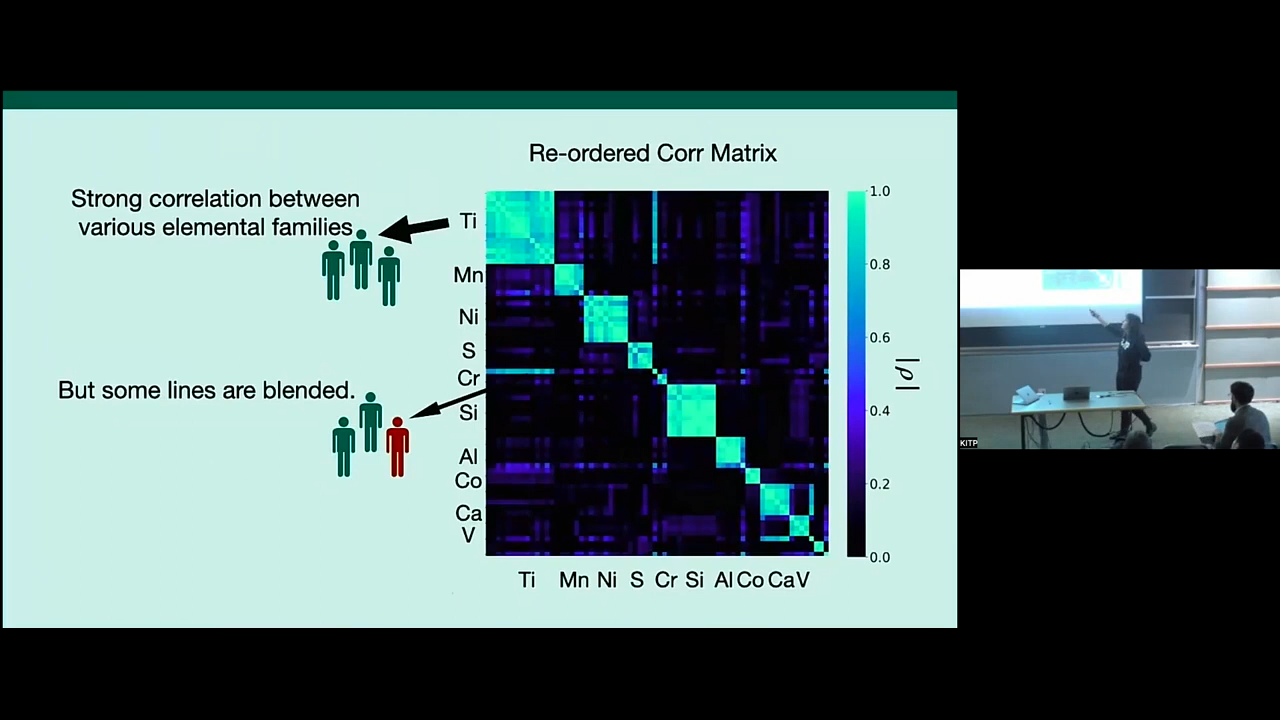 Re-ordered Corr Matrix
Strong correlation between
various elemental families
But some lines are blended.
Ti
Mn
Ni
S
Cr
Si
Al
Co
Ca
V
Ti Mn Ni S Cr Si Al Co Ca V
1.0
0.8
0.6
0.4
0.2
0.0
|ρ|
KITP